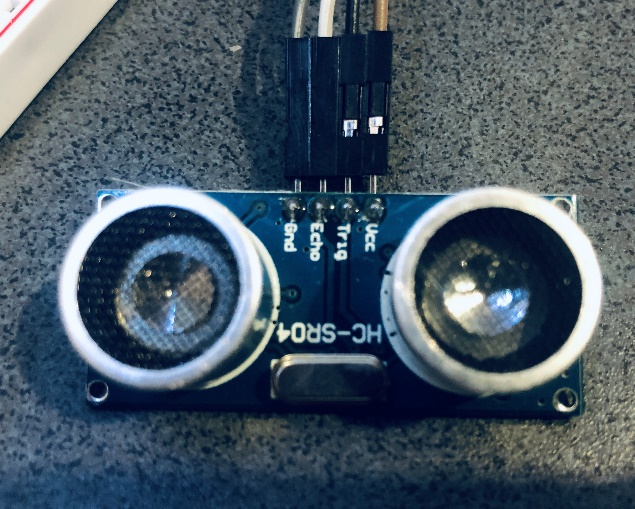 Vcc
Trig
Echo
Gnd
HC-SR04